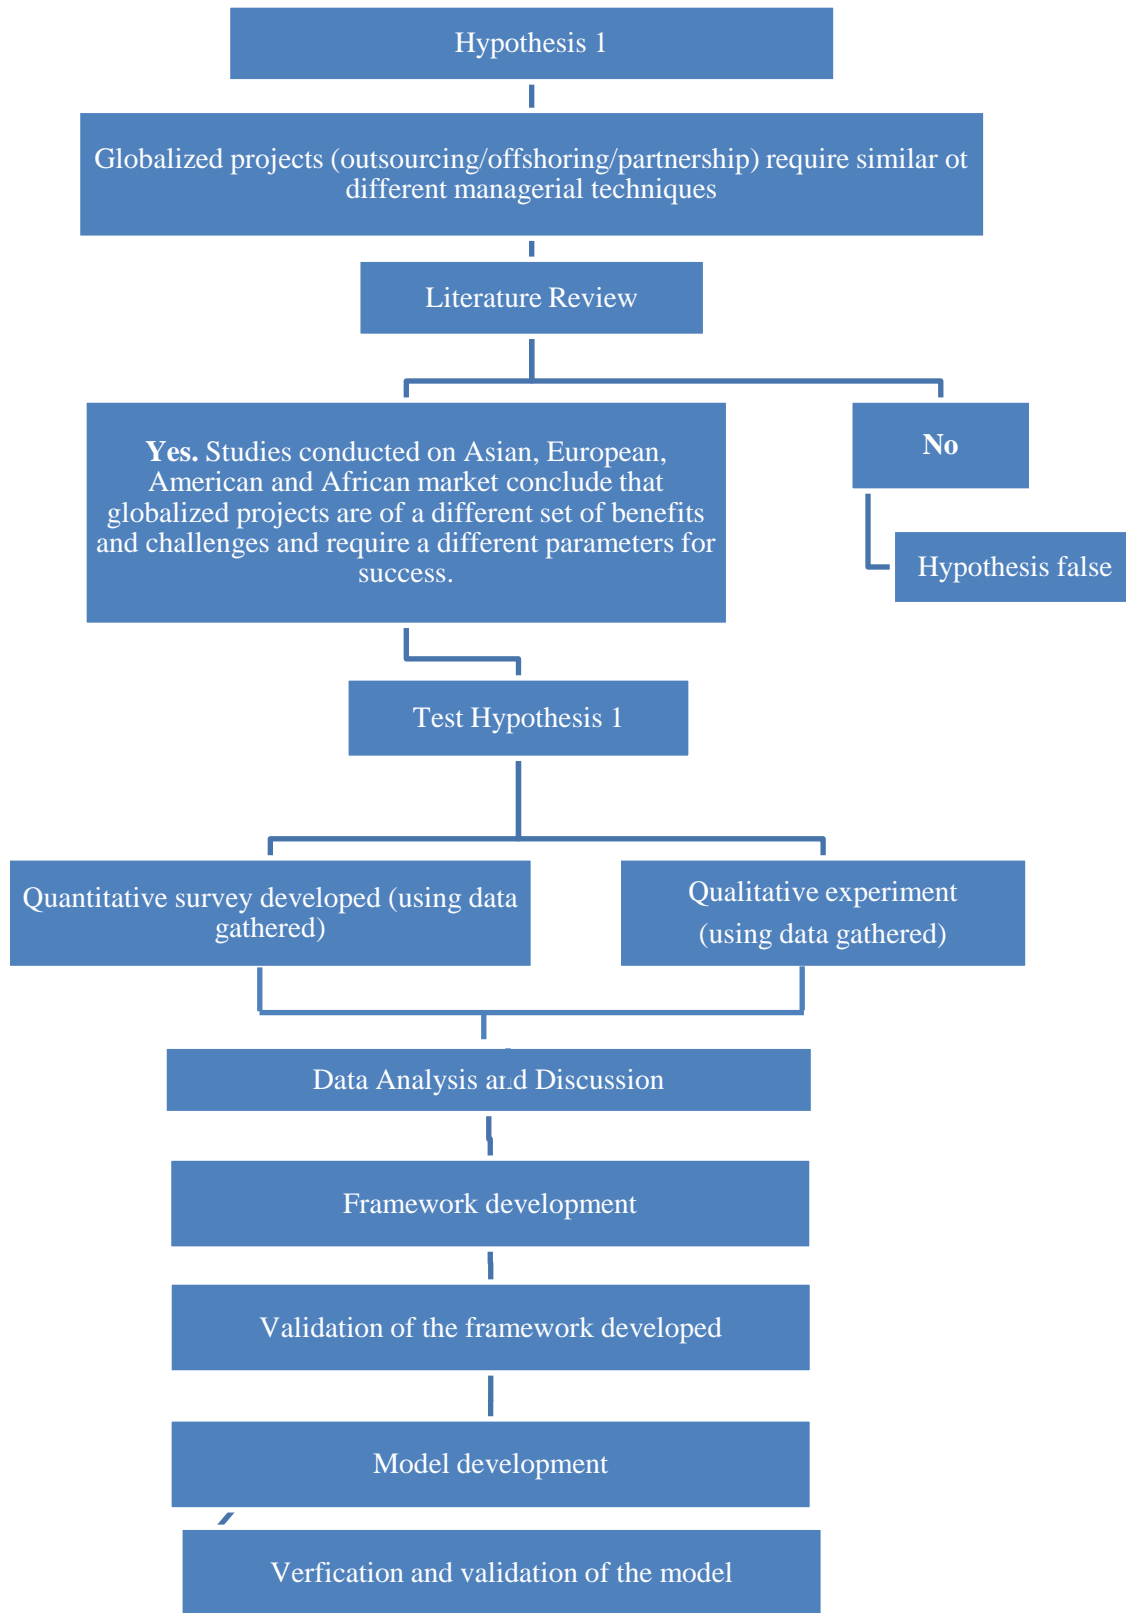 Hypothesis 1
Globalized projects (outsourcing/offshoring/partnership) require similar ot
different managerial techniques
Literature Review
Yes. Studies conducted on Asian, European,
American and African market conclude that
globalized projects are of a different set of benefits
and challenges and require a different parameters for
success.
No
Hypothesis false
Test Hypothesis 1
Quantitative survey developed (using data
gathered)
Qualitative experiment
(using data gathered)
Data Analysis and Discussion
Framework development
Validation of the framework developed
Model development
Verfication and validation of the model